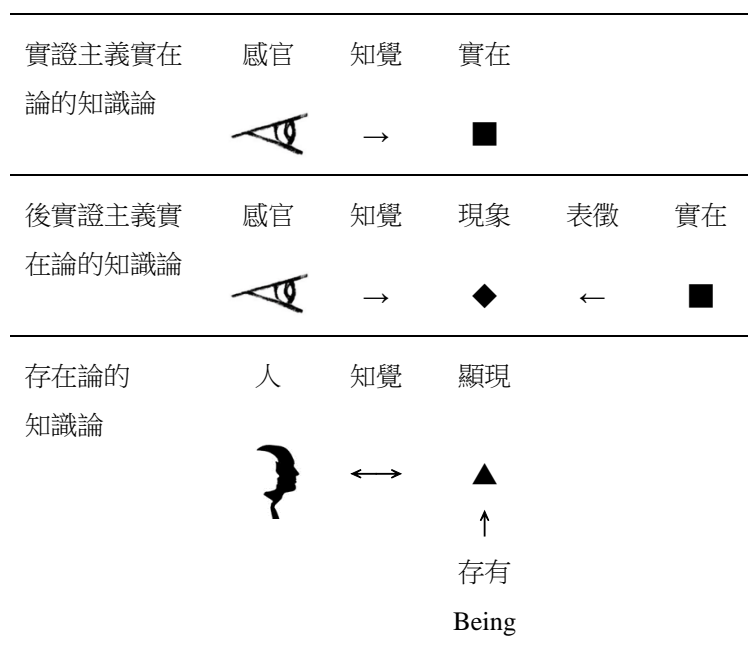 實證主義實在 感官 知覺 實在
論的知識論
→
後實證主義實 感官 知覺 現象 表徵 實在
在論的知識論
→ ←
存在論的 人 知覺 顯現
知識論
↔
↑
存有
Being